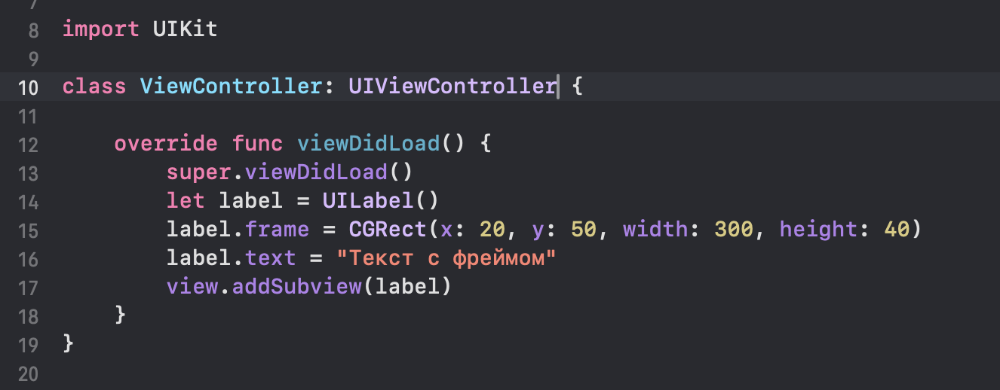 7
8 import UIKit
9
10 class ViewController: UIViewController {
11
12     override func viewDidLoad() {
13         super.viewDidLoad()
14         let label = UILabel()
15         label.frame = CGRect(x: 20, y: 50, width: 300, height: 40)
16         label.text = "Текст с фреймом"
17         view.addSubview(label)
18     }
19 }
20